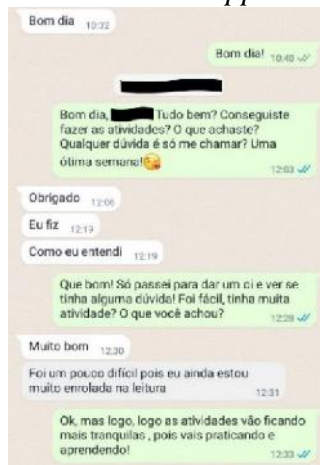 Bom dia 10:32
Bom dia! 10:40
Bom dia, Tudo bem? Conseguiste
fazer as atividades? O que achaste?
Qualquer dúvida é só me chamar? Uma
ótima semana!
12:03
Obrigado 12:06
Eu fiz 12:19
Como eu entendi 12:19
Que bom! Só passei para dar um oi e ver se
tinha alguma dúvida! Foi fácil, tinha muita
atividade? O que você achou?
12:28
Muito bom 12:30
Foi um pouco difícil pois eu ainda estou
muito enrolada na leitura
12:31
Ok, mas logo, logo as atividades vão ficando
mais tranquilas , pois vais praticando e
aprendendo!
12:33